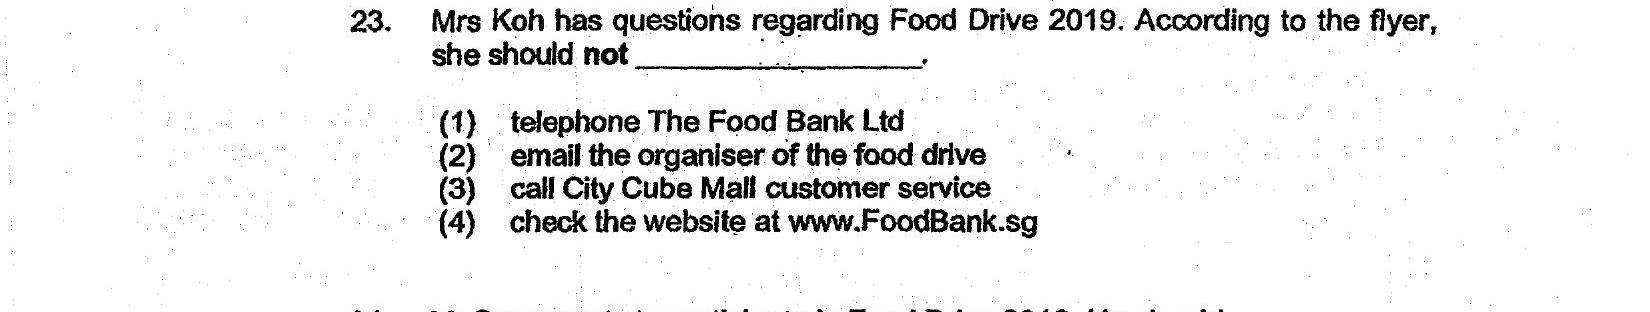 23. Mrs Koh has questions regarding Food Drive 2019. According to the flyer,
she should not ____________________.
(1) telephone The Food Bank Ltd
(2) email the organiser of the food drive
(3) call City Cube Mall customer service
(4) check the website at www.FoodBank.sg